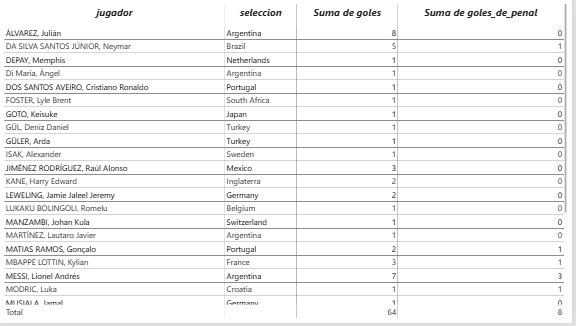 jugador seleccion Suma de goles Suma de goles_de_penal
ÁLVAREZ, Julián Argentina 8 0
DA SILVA SANTOS JÚNIOR, Neymar Brazil 5 1
DEPAY, Memphis Netherlands 1 0
Di María, Ángel Argentina 1 0
DOS SANTOS AVEIRO, Cristiano Ronaldo Portugal 1 0
FOSTER, Lyle Brent South Africa 1 0
GOTO, Keisuke Japan 1 0
GÜL, Deniz Daniel Turkey 1 0
GÜLER, Arda Turkey 1 0
ISAK, Alexander Sweden 1 0
JIMÉNEZ RODRÍGUEZ, Raúl Alonso Mexico 3 0
KANE, Harry Edward Inglaterra 2 0
LEWELING, Jamie Jaleel Jeremy Germany 2 0
LUKAKU BOLINGOLI, Romelu Belgium 1 0
MANZAMBI, Johan Kula Switzerland 1 0
MARTÍNEZ, Lautaro Javier Argentina 1 0
MATIAS RAMOS, Gonçalo Portugal 2 1
MBAPPE LOTTIN, Kylian France 3 1
MESSI, Lionel Andrés Argentina 7 3
MODRIC, Luka Croatia 1 1
MUSIALA, Jamal Germany 1 0
Total 64 8